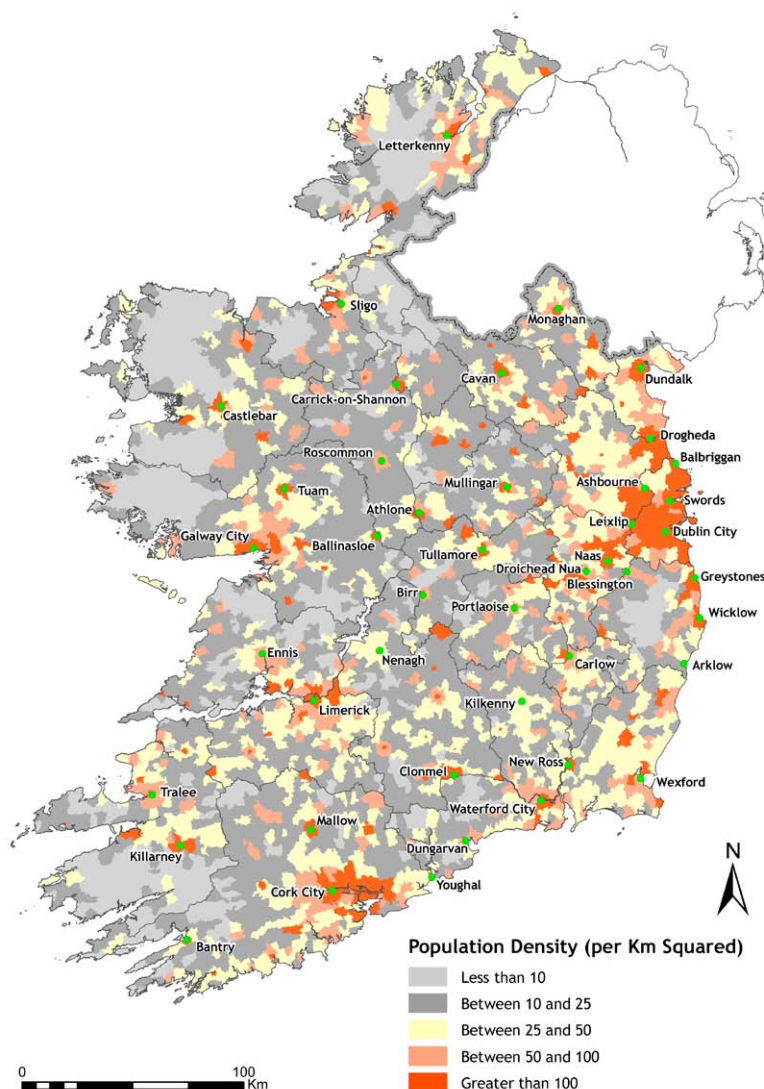 Letterkenny
Sligo
Monaghan
Cavan
Dundalk
Carrick-on-Shannon
Castlebar
Drogheda
Roscommon
Balbriggan
Tuam
Mullingar
Ashbourne
Swords
Athlone
Leixlip
Dublin City
Galway City
Ballinasloe
Tullamore
Naas
Droichead Nua
Blessington
Greystones
Birr
Portlaoise
Wicklow
Ennis
Nenagh
Carlow
Arklow
Limerick
Kilkenny
Clonmel
New Ross
Wexford
Tralee
Waterford City
Mallow
Killarney
Dungarvan
N
Youghal
Cork City
Bantry
Population Density (per Km Squared)
Less than 10
Between 10 and 25
Between 25 and 50
Between 50 and 100
Greater than 100
0 100
Km